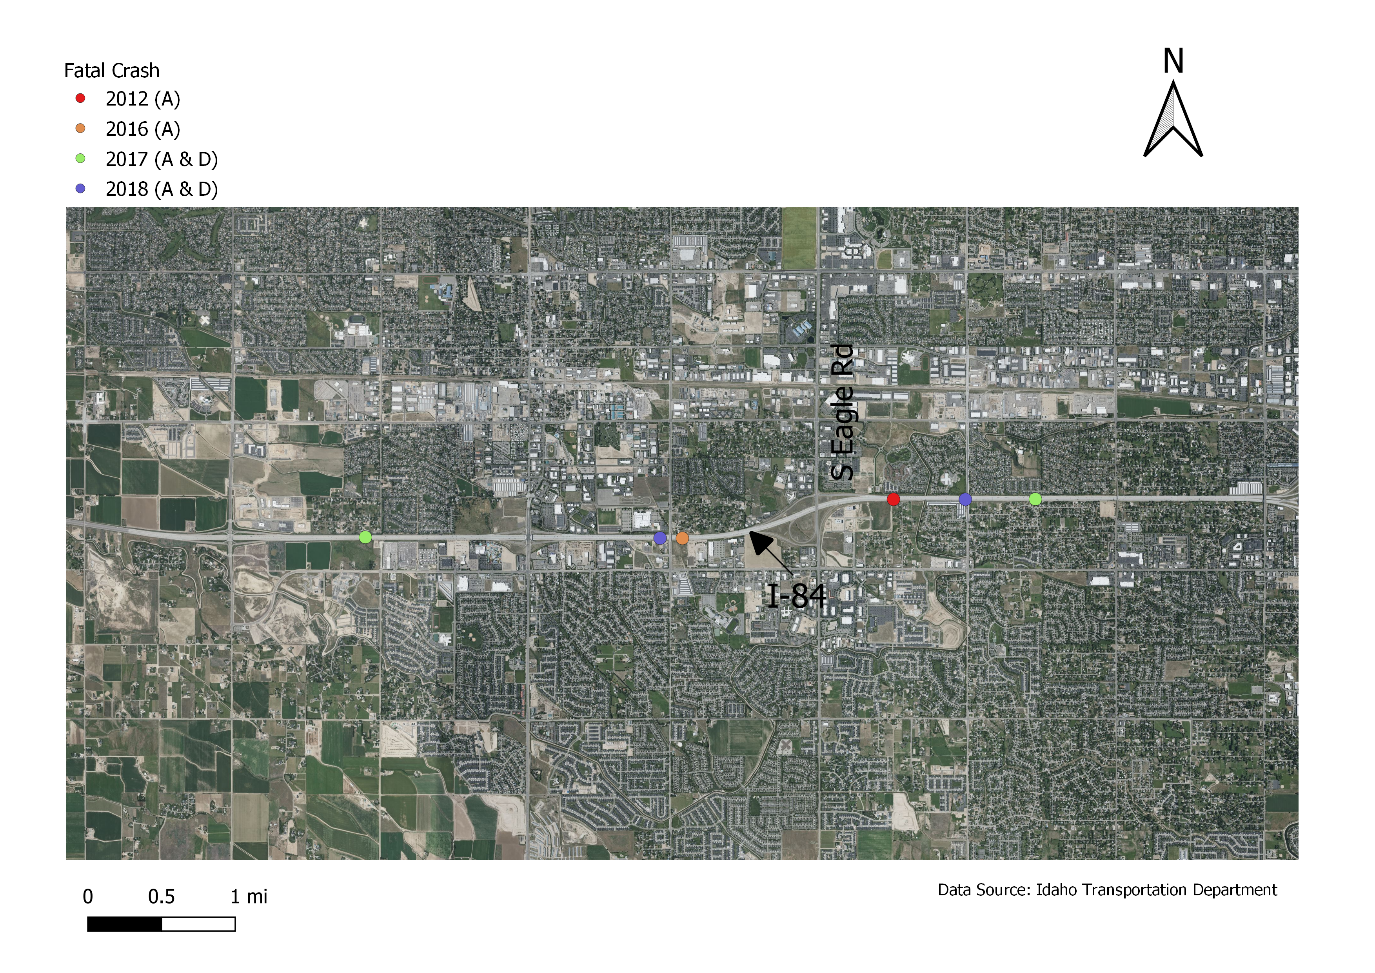 N
Fatal Crash
2012 (A)
2016 (A)
2017 (A & D)
2018 (A & D)
S Eagle Rd
I-84
0 0.5 1 mi
Data Source: Idaho Transportation Department